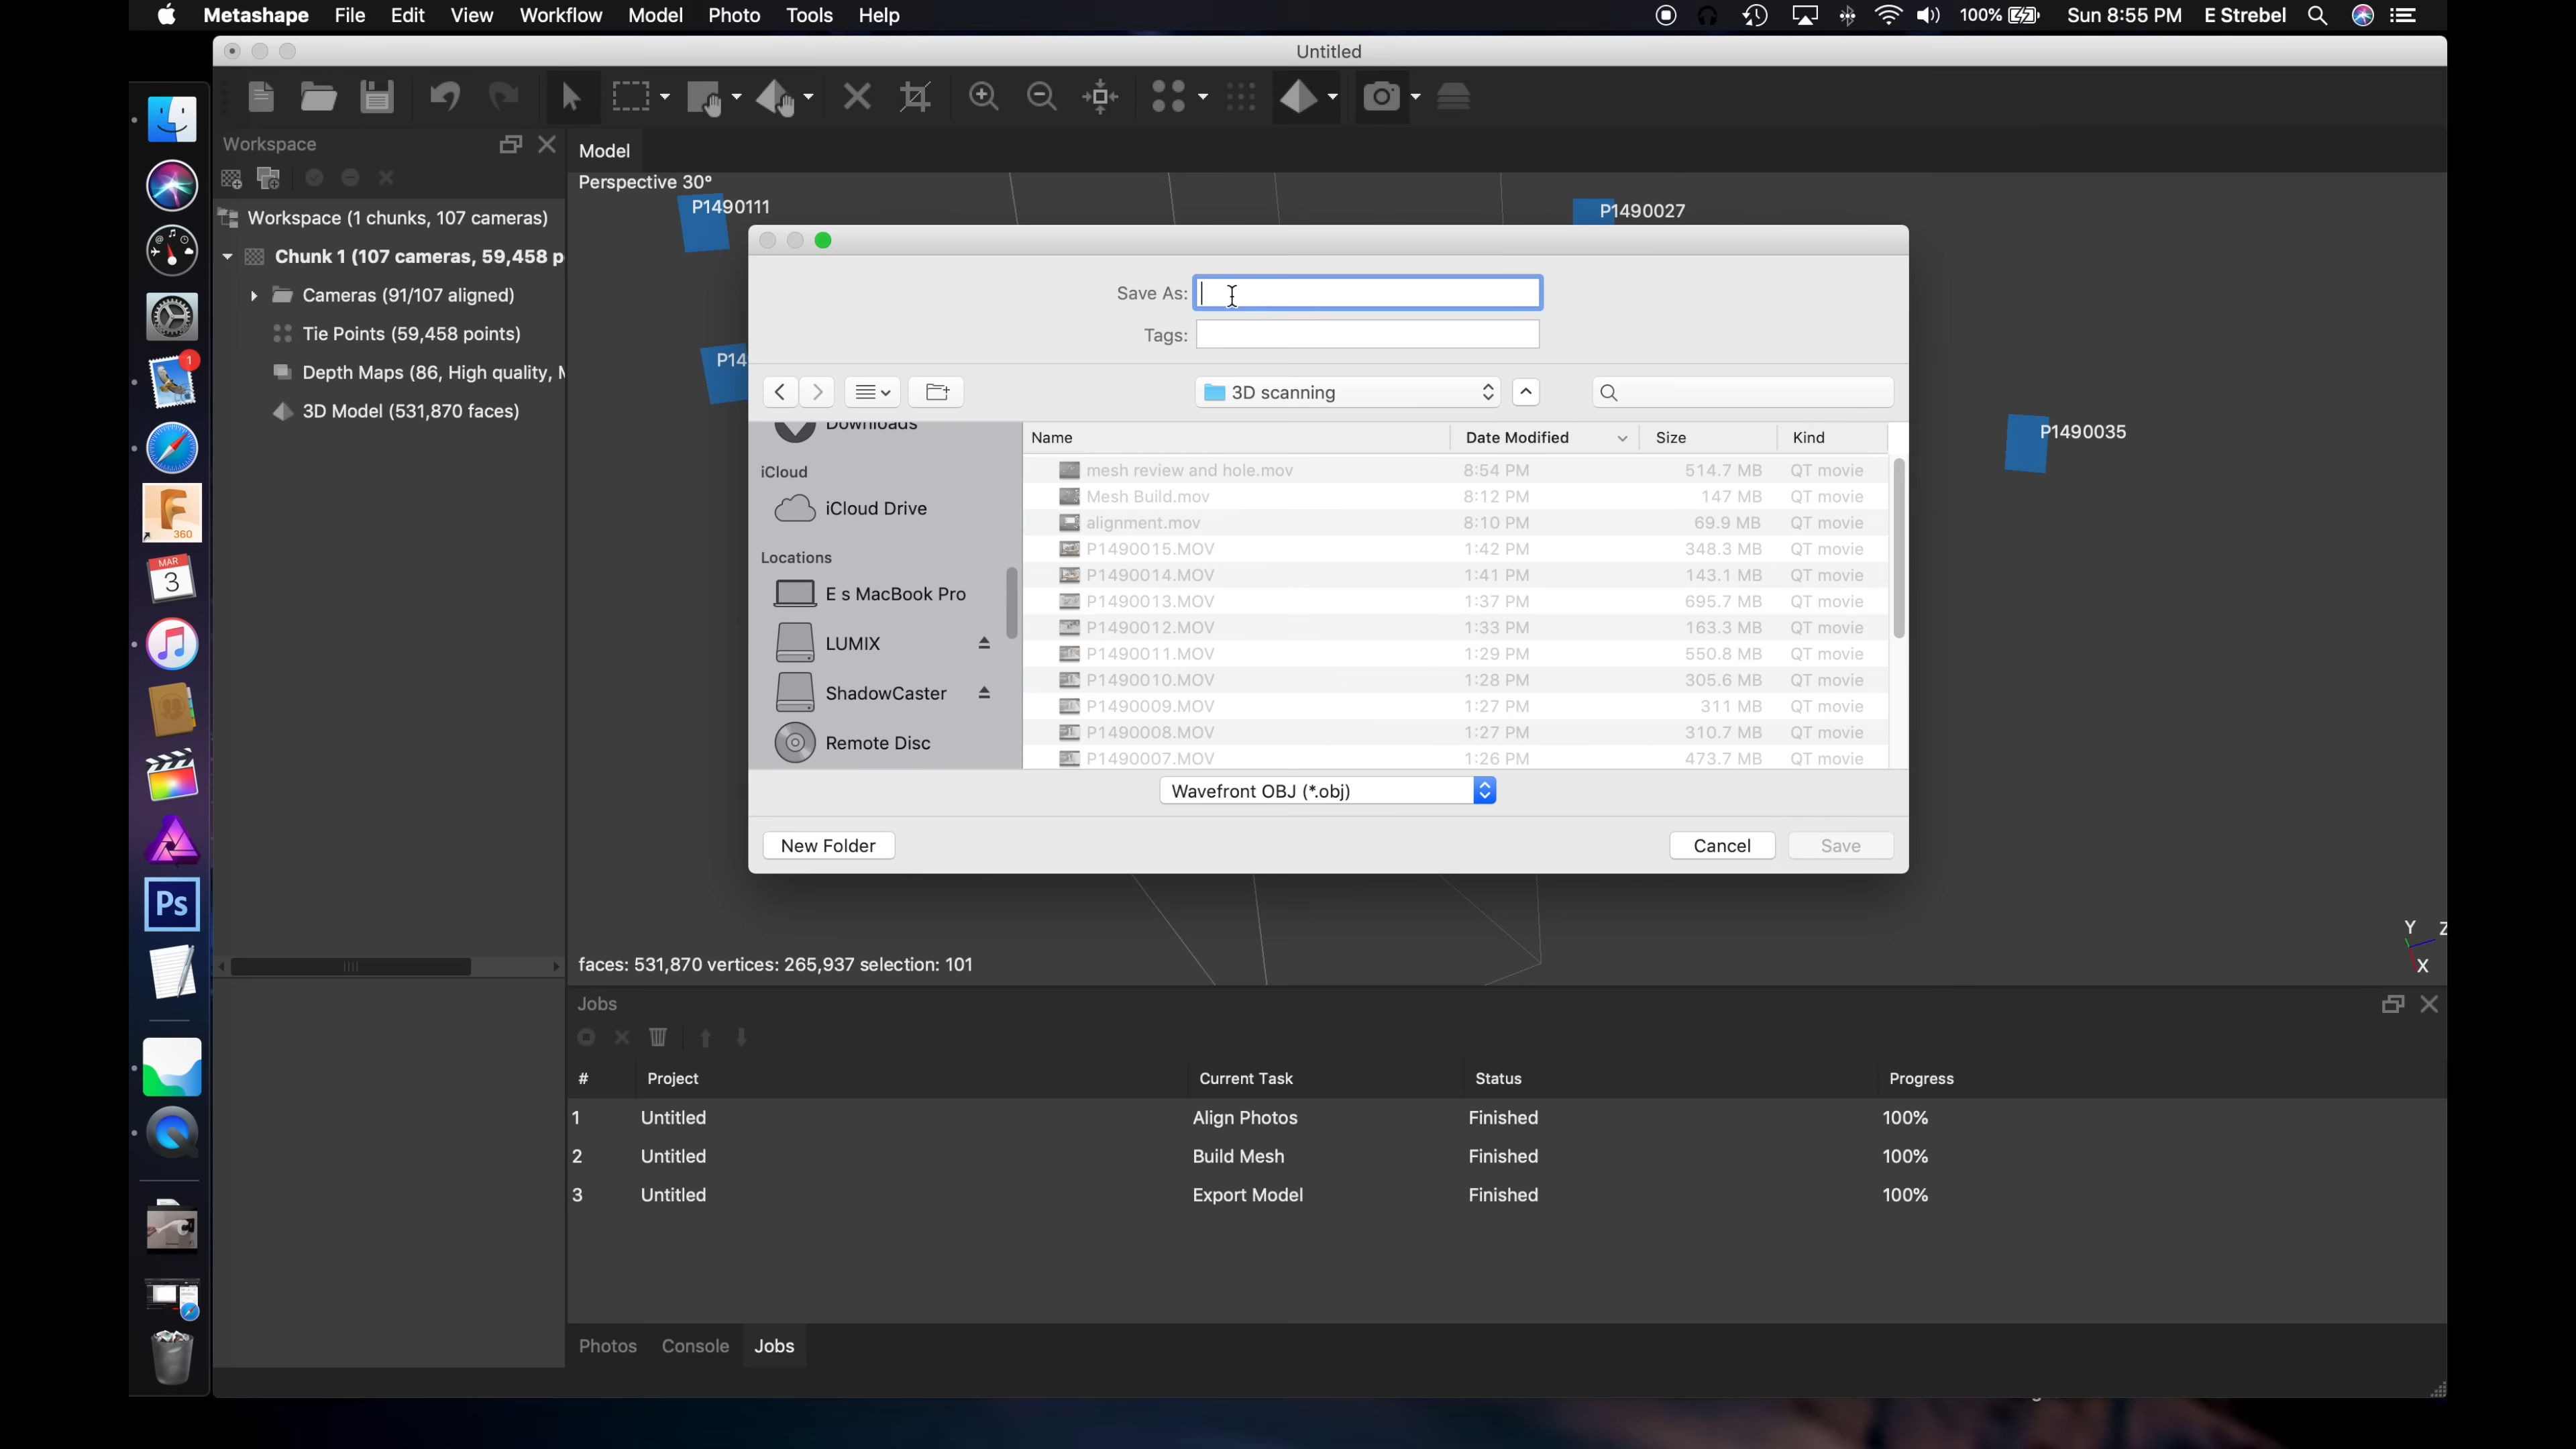 Metashape File Edit View Workflow Model Photo Tools Help
100% Sun 8:55 PM E Strebel
Untitled
Workspace
Model
Perspective 30°
Workspace (1 chunks, 107 cameras)
Chunk 1 (107 cameras, 59,458 p
Cameras (91/107 aligned)
Tie Points (59,458 points)
Depth Maps (86, High quality, M
3D Model (531,870 faces)
P1490111
P1490027
P14
P1490035
Save As:
Tags:
3D scanning
Downloads
iCloud
iCloud Drive
Locations
E s MacBook Pro
LUMIX
ShadowCaster
Remote Disc
Name Date Modified Size Kind
mesh review and hole.mov 8:54 PM 514.7 MB QT movie
Mesh Build.mov 8:12 PM 147 MB QT movie
alignment.mov 8:10 PM 69.9 MB QT movie
P1490015.MOV 1:42 PM 348.3 MB QT movie
P1490014.MOV 1:41 PM 143.1 MB QT movie
P1490013.MOV 1:37 PM 695.7 MB QT movie
P1490012.MOV 1:33 PM 163.3 MB QT movie
P1490011.MOV 1:29 PM 550.8 MB QT movie
P1490010.MOV 1:28 PM 305.6 MB QT movie
P1490009.MOV 1:27 PM 311 MB QT movie
P1490008.MOV 1:27 PM 310.7 MB QT movie
P1490007.MOV 1:26 PM 473.7 MB QT movie
Wavefront OBJ (*.obj)
New Folder Cancel Save
faces: 531,870 vertices: 265,937 selection: 101
Y Z
X
Jobs
# Project Current Task Status Progress
1 Untitled Align Photos Finished 100%
2 Untitled Build Mesh Finished 100%
3 Untitled Export Model Finished 100%
Photos Console Jobs
1
F
360
MAR
3
Ps